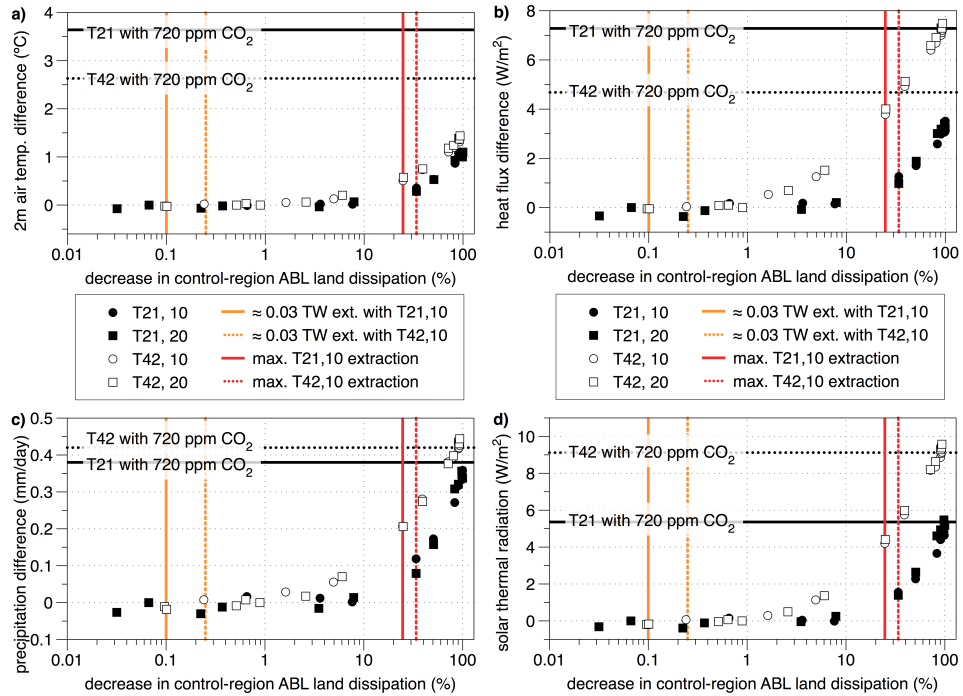 a)
2m air temp. difference (ºC)
4
3
2
1
0
-1
T21 with 720 ppm CO2
T42 with 720 ppm CO2
0.01 0.1 1 10 100
decrease in control-region ABL land dissipation (%)
b)
heat flux difference (W/m²)
8
6
4
2
0
T21 with 720 ppm CO2
T42 with 720 ppm CO2
0.01 0.1 1 10 100
decrease in control-region ABL land dissipation (%)
T21, 10 ≈ 0.03 TW ext. with T21,10
T21, 20 ≈ 0.03 TW ext. with T42,10
T42, 10 max. T21,10 extraction
T42, 20 max. T42,10 extraction
T21, 10 ≈ 0.03 TW ext. with T21,10
T21, 20 ≈ 0.03 TW ext. with T42,10
T42, 10 max. T21,10 extraction
T42, 20 max. T42,10 extraction
c)
precipitation difference (mm/day)
0.5
0.4
0.3
0.2
0.1
0
-0.1
T42 with 720 ppm CO2
T21 with 720 ppm CO2
0.01 0.1 1 10 100
decrease in control-region ABL land dissipation (%)
d)
solar thermal radiation (W/m²)
10
8
6
4
2
0
T42 with 720 ppm CO2
T21 with 720 ppm CO2
0.01 0.1 1 10 100
decrease in control-region ABL land dissipation (%)